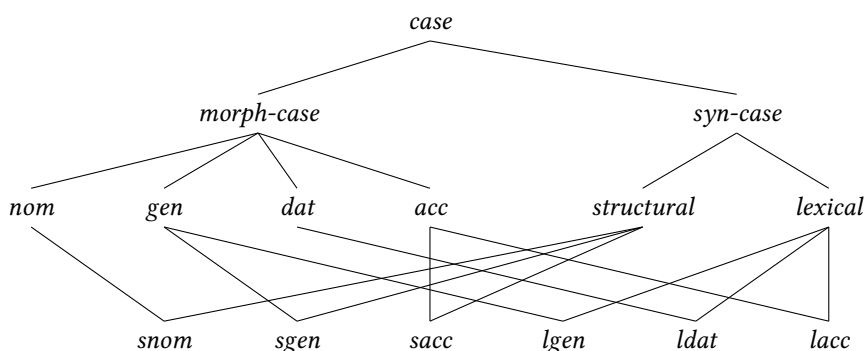 case
morph-case syn-case
nom gen dat acc structural lexical
snom sgen sacc lgen ldat lacc